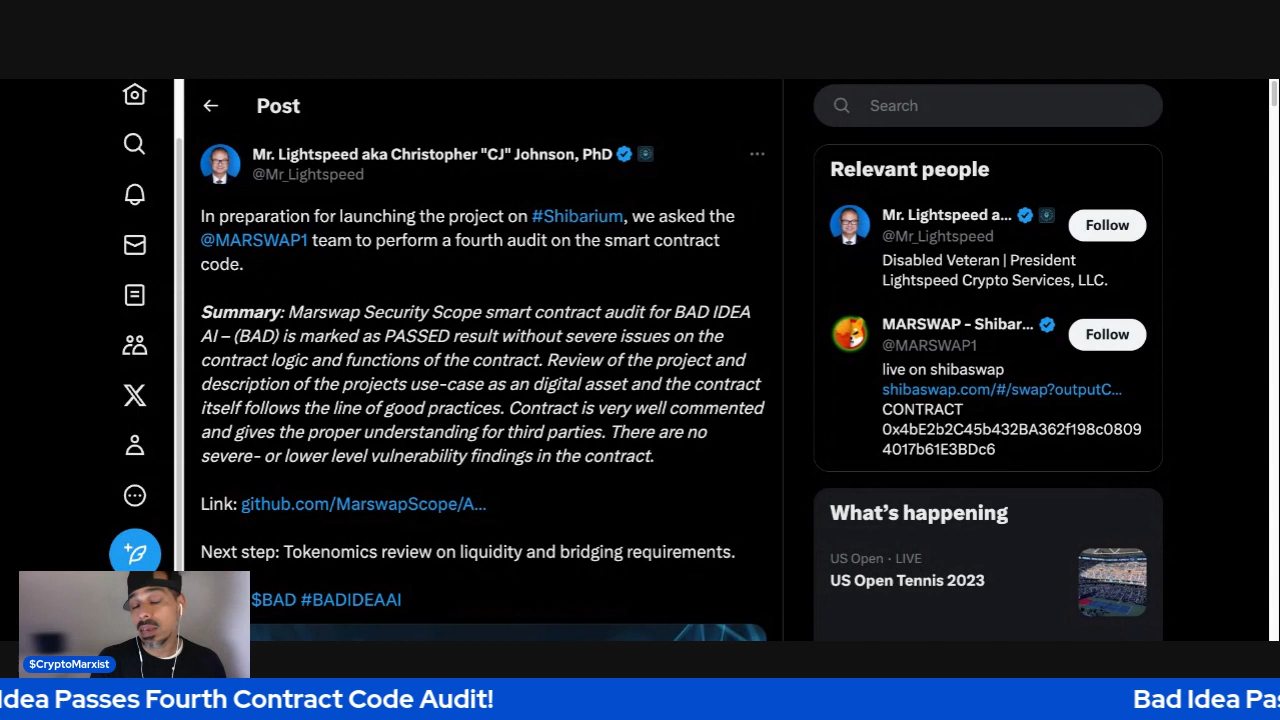 Post
Mr. Lightspeed aka Christopher "CJ" Johnson, PhD
@Mr_Lightspeed
In preparation for launching the project on #Shibarium, we asked the
@MARSWAP1 team to perform a fourth audit on the smart contract
code.
Summary: Marswap Security Scope smart contract audit for BAD IDEA
AI – (BAD) is marked as PASSED result without severe issues on the
contract logic and functions of the contract. Review of the project and
description of the projects use-case as an digital asset and the contract
itself follows the line of good practices. Contract is very well commented
and gives the proper understanding for third parties. There are no
severe- or lower level vulnerability findings in the contract.
Link: github.com/MarswapScope/A...
Next step: Tokenomics review on liquidity and bridging requirements.
$BAD #BADIDEAAI
Search
Relevant people
Mr. Lightspeed a...
@Mr_Lightspeed
Follow
Disabled Veteran | President
Lightspeed Crypto Services, LLC.
MARSWAP - Shibar...
@MARSWAP1
Follow
live on shibaswap
shibaswap.com/#/swap?outputC...
CONTRACT
0x4bE2b2C45b432BA362f198c0809
4017b61E3BDc6
What's happening
US Open · LIVE
US Open Tennis 2023
$CryptoMarxist
Idea Passes Fourth Contract Code Audit!
Bad Idea Pas